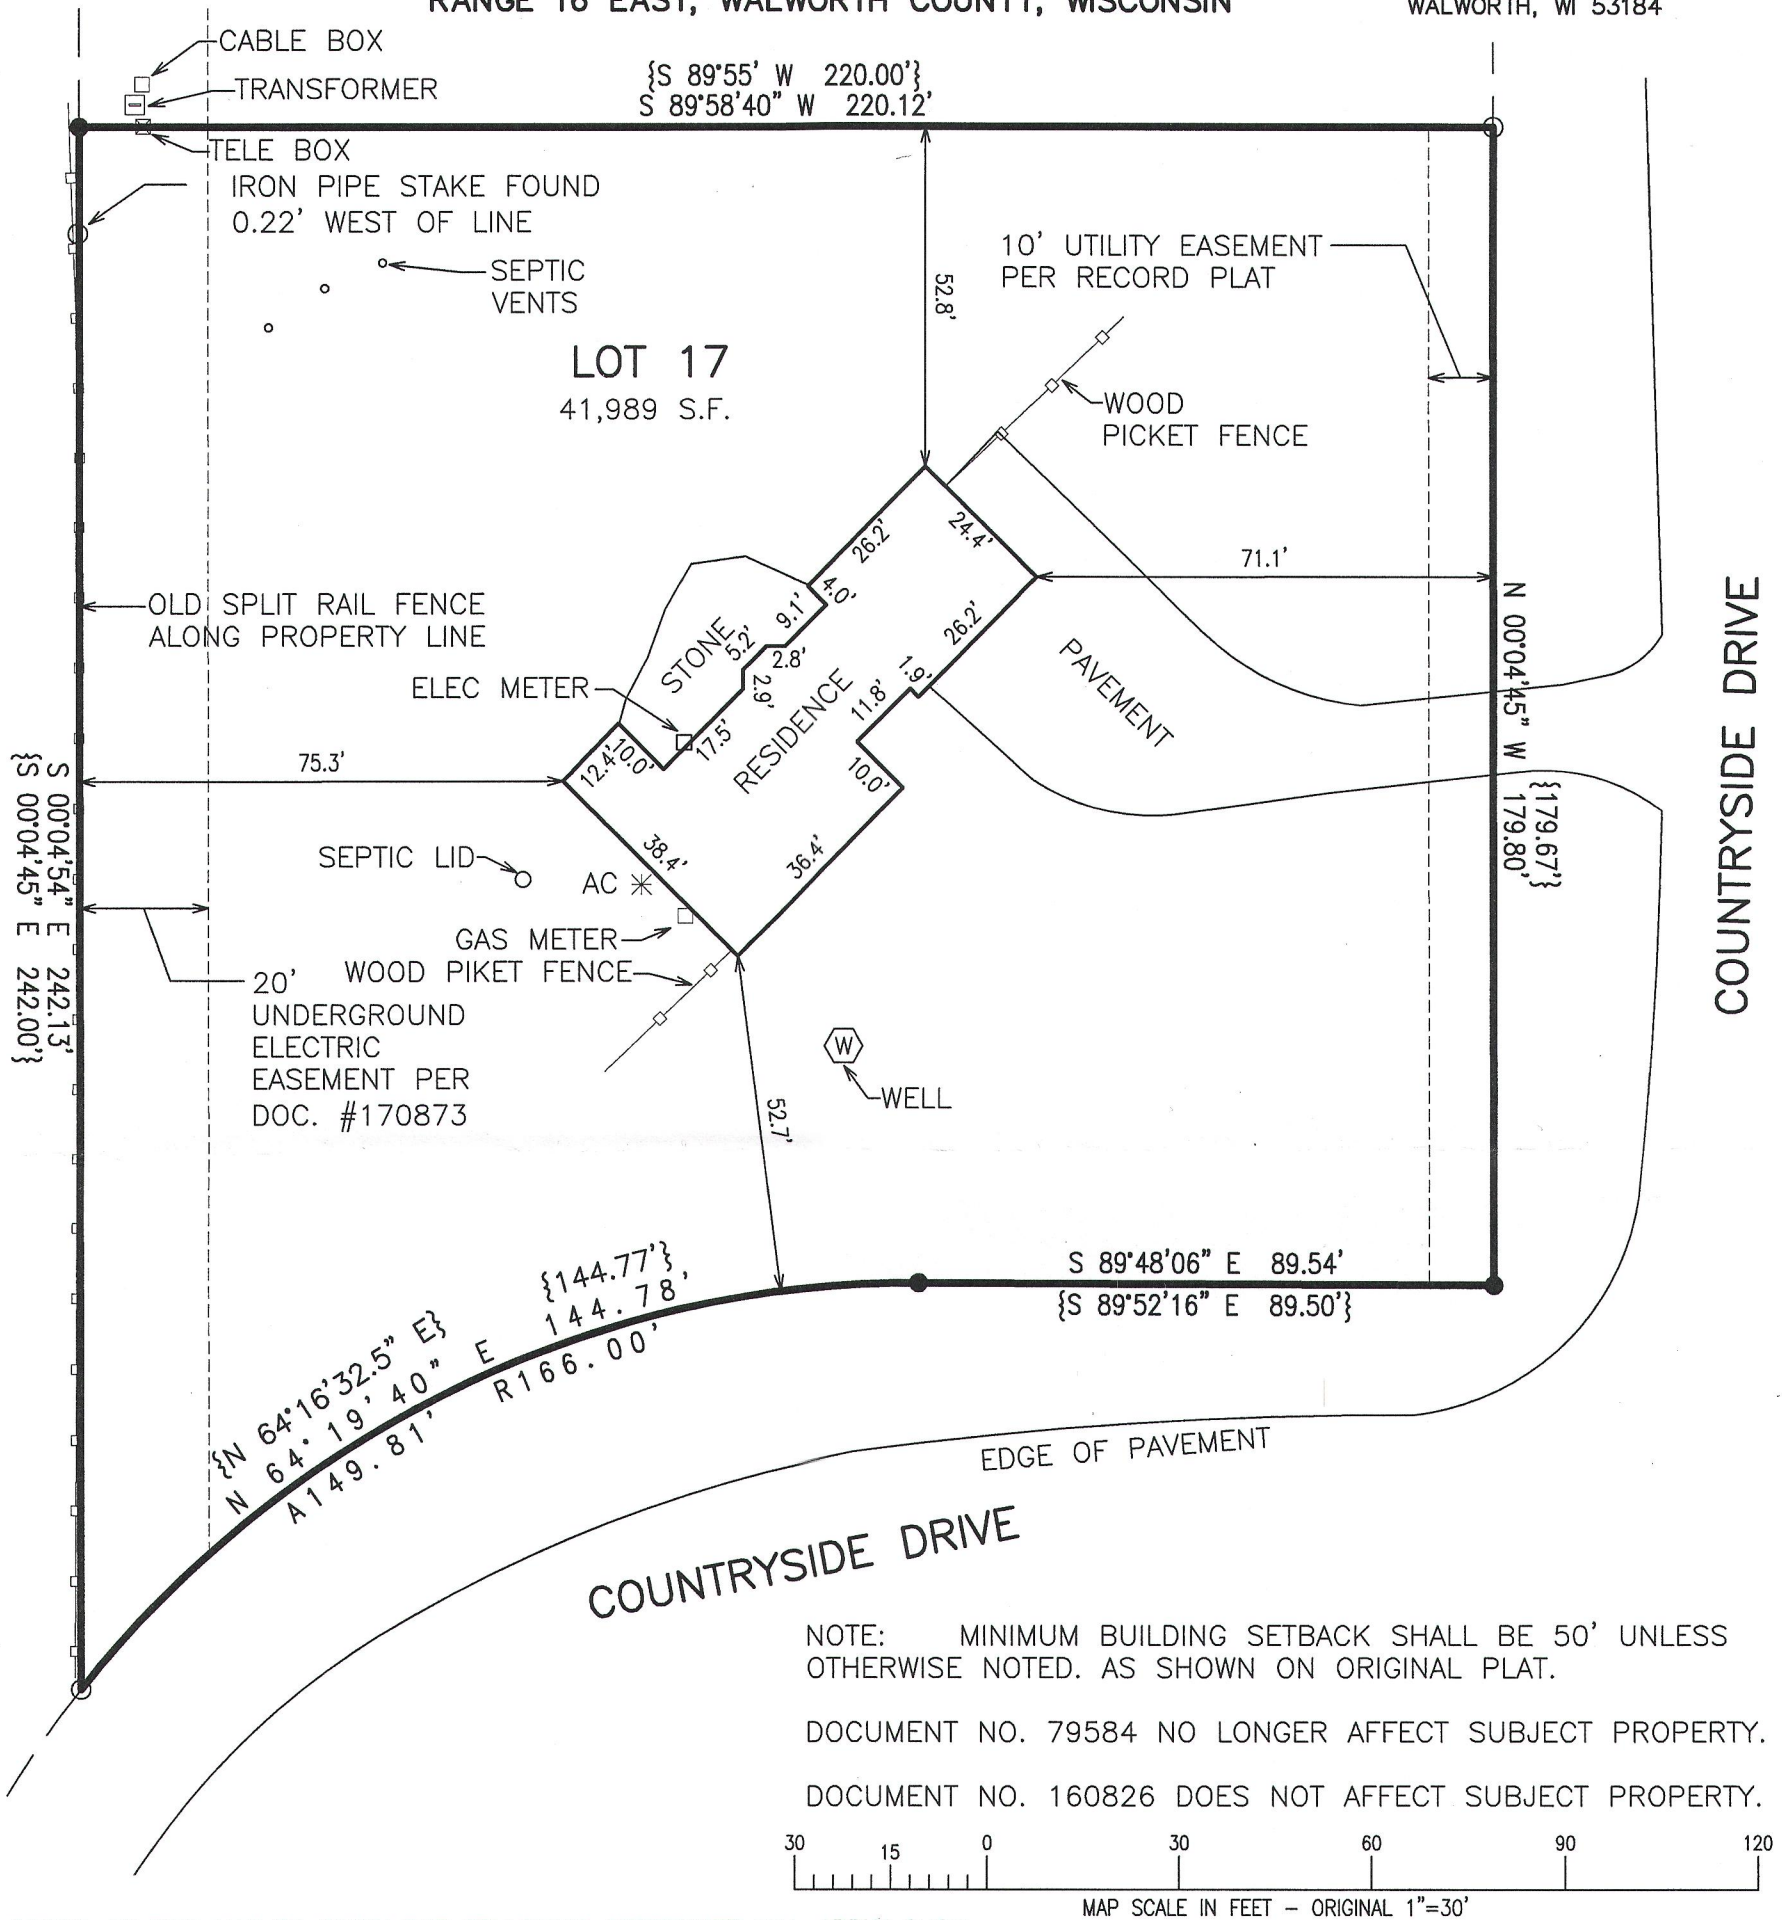 RANGE 16 EAST, WALWORTH COUNTY, WISCONSIN
WALWORTH, WI 53184
CABLE BOX
TRANSFORMER
TELE BOX
{S 89°55' W 220.00'}
S 89°58'40" W 220.12'
IRON PIPE STAKE FOUND
0.22' WEST OF LINE
SEPTIC
VENTS
LOT 17
41,989 S.F.
52.8'
10' UTILITY EASEMENT
PER RECORD PLAT
WOOD
PICKET FENCE
26.2'
24.4'
71.1'
4.0'
9.1'
5.2'
2.8'
2.9'
17.5'
10.0'
12.4'
STONE
OLD SPLIT RAIL FENCE
ALONG PROPERTY LINE
ELEC METER
RESIDENCE
26.2'
1.9'
11.8'
10.0'
36.4'
38.4'
PAVEMENT
N 00°04'45" W 179.80'
{179.67'}
COUNTRYSIDE DRIVE
75.3'
S 00°04'54" E 242.13'
{S 00°04'45" E 242.00'}
SEPTIC LID
AC
GAS METER
WOOD PIKET FENCE
20'
UNDERGROUND
ELECTRIC
EASEMENT PER
DOC. #170873
W
WELL
52.7'
S 89°48'06" E 89.54'
{S 89°52'16" E 89.50'}
{N 64°16'32.5" E} {144.77'}
N 64°19'40" E 144.78'
A149.81' R166.00'
EDGE OF PAVEMENT
COUNTRYSIDE DRIVE
NOTE: MINIMUM BUILDING SETBACK SHALL BE 50' UNLESS
OTHERWISE NOTED. AS SHOWN ON ORIGINAL PLAT.
DOCUMENT NO. 79584 NO LONGER AFFECT SUBJECT PROPERTY.
DOCUMENT NO. 160826 DOES NOT AFFECT SUBJECT PROPERTY.
30 15 0 30 60 90 120
MAP SCALE IN FEET – ORIGINAL 1"=30'